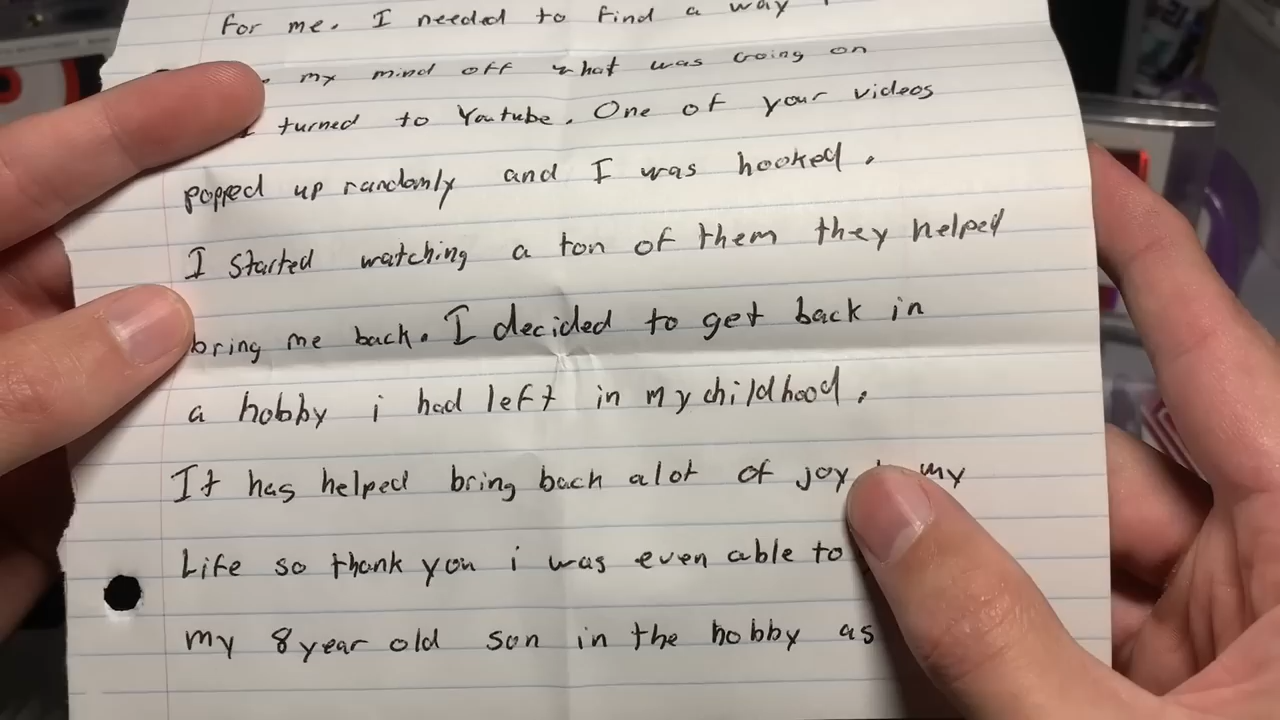 for me. I needed to find a way
my mind off what was going on
I turned to Youtube. One of your videos
popped up randomly and I was hooked.
I started watching a ton of them they helped
bring me back. I decided to get back in
a hobby i had left in my childhood.
It has helped bring back alot of joy my
Life so thank you i was even able to
my 8 year old son in the hobby as